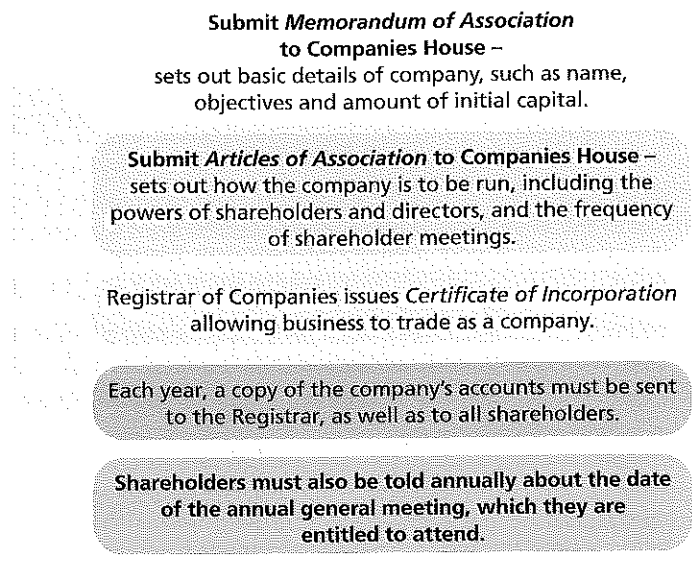 Submit Memorandum of Association
to Companies House –
sets out basic details of company, such as name,
objectives and amount of initial capital.
Submit Articles of Association to Companies House –
sets out how the company is to be run, including the
powers of shareholders and directors, and the frequency
of shareholder meetings.
Registrar of Companies issues Certificate of Incorporation
allowing business to trade as a company.
Each year, a copy of the company's accounts must be sent
to the Registrar, as well as to all shareholders.
Shareholders must also be told annually about the date
of the annual general meeting, which they are
entitled to attend.